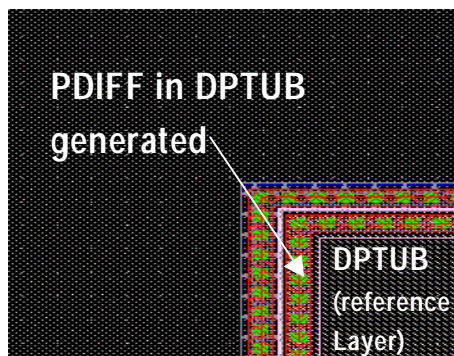 PDIFF in DPTUB
generated
DPTUB
(reference
Layer)